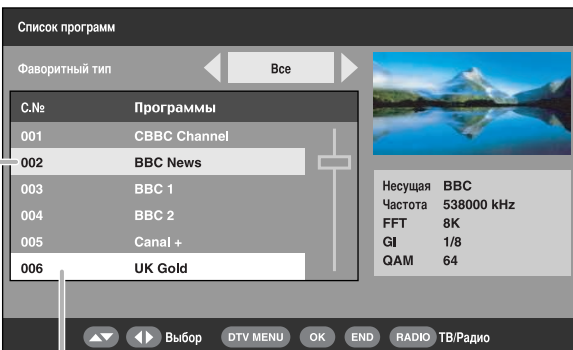 Список программ
Фаворитный тип Все
С.№ Программы
001 CBBC Channel
002 BBC News
003 BBC 1
004 BBC 2
005 Canal +
006 UK Gold
Несущая BBC
Частота 538000 kHz
FFT 8K
GI 1/8
QAM 64
Выбор DTV MENU OK END RADIO ТВ/Радио